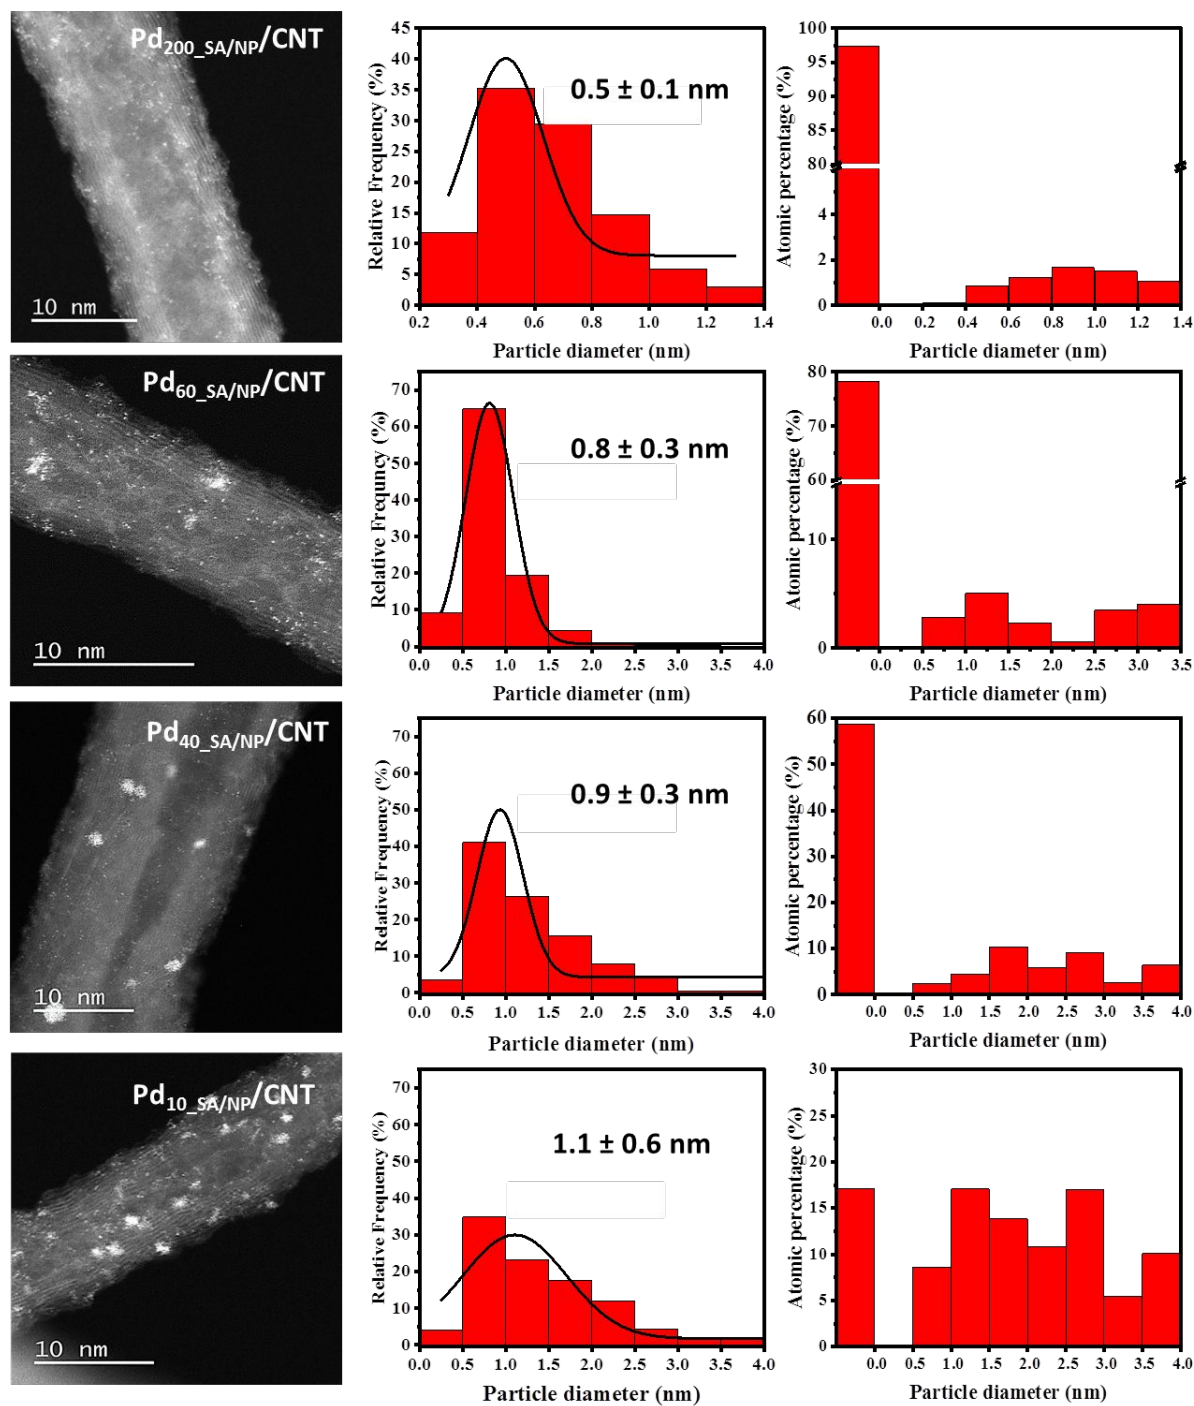 Pd200_SA/NP/CNT
10 nm
45
40
35
30
25
20
15
10
5
0
Relative Frequency (%)
0.5 ± 0.1 nm
0.2 0.4 0.6 0.8 1.0 1.2 1.4
Particle diameter (nm)
100
95
90
85
80
4
2
0
Atomic percentage (%)
0.0 0.2 0.4 0.6 0.8 1.0 1.2 1.4
Particle diameter (nm)
Pd60_SA/NP/CNT
10 nm
70
60
50
40
30
20
10
0
Relative Frequncy (%)
0.8 ± 0.3 nm
0.0 0.5 1.0 1.5 2.0 2.5 3.0 3.5 4.0
Particle diameter (nm)
80
70
60
10
0
Atomic percentage (%)
0.0 0.5 1.0 1.5 2.0 2.5 3.0 3.5
Particle diameter (nm)
Pd40_SA/NP/CNT
10 nm
70
60
50
40
30
20
10
0
Relative Frequency (%)
0.9 ± 0.3 nm
0.0 0.5 1.0 1.5 2.0 2.5 3.0 3.5 4.0
Particle diameter (nm)
60
50
40
30
20
10
0
Atomic percentage (%)
0.0 0.5 1.0 1.5 2.0 2.5 3.0 3.5 4.0
Particle diameter (nm)
Pd10_SA/NP/CNT
10 nm
70
60
50
40
30
20
10
0
Relative Frequency (%)
1.1 ± 0.6 nm
0.0 0.5 1.0 1.5 2.0 2.5 3.0 3.5 4.0
Particle diameter (nm)
30
25
20
15
10
5
0
Atomic percentage (%)
0.0 0.5 1.0 1.5 2.0 2.5 3.0 3.5 4.0
Particle diameter (nm)